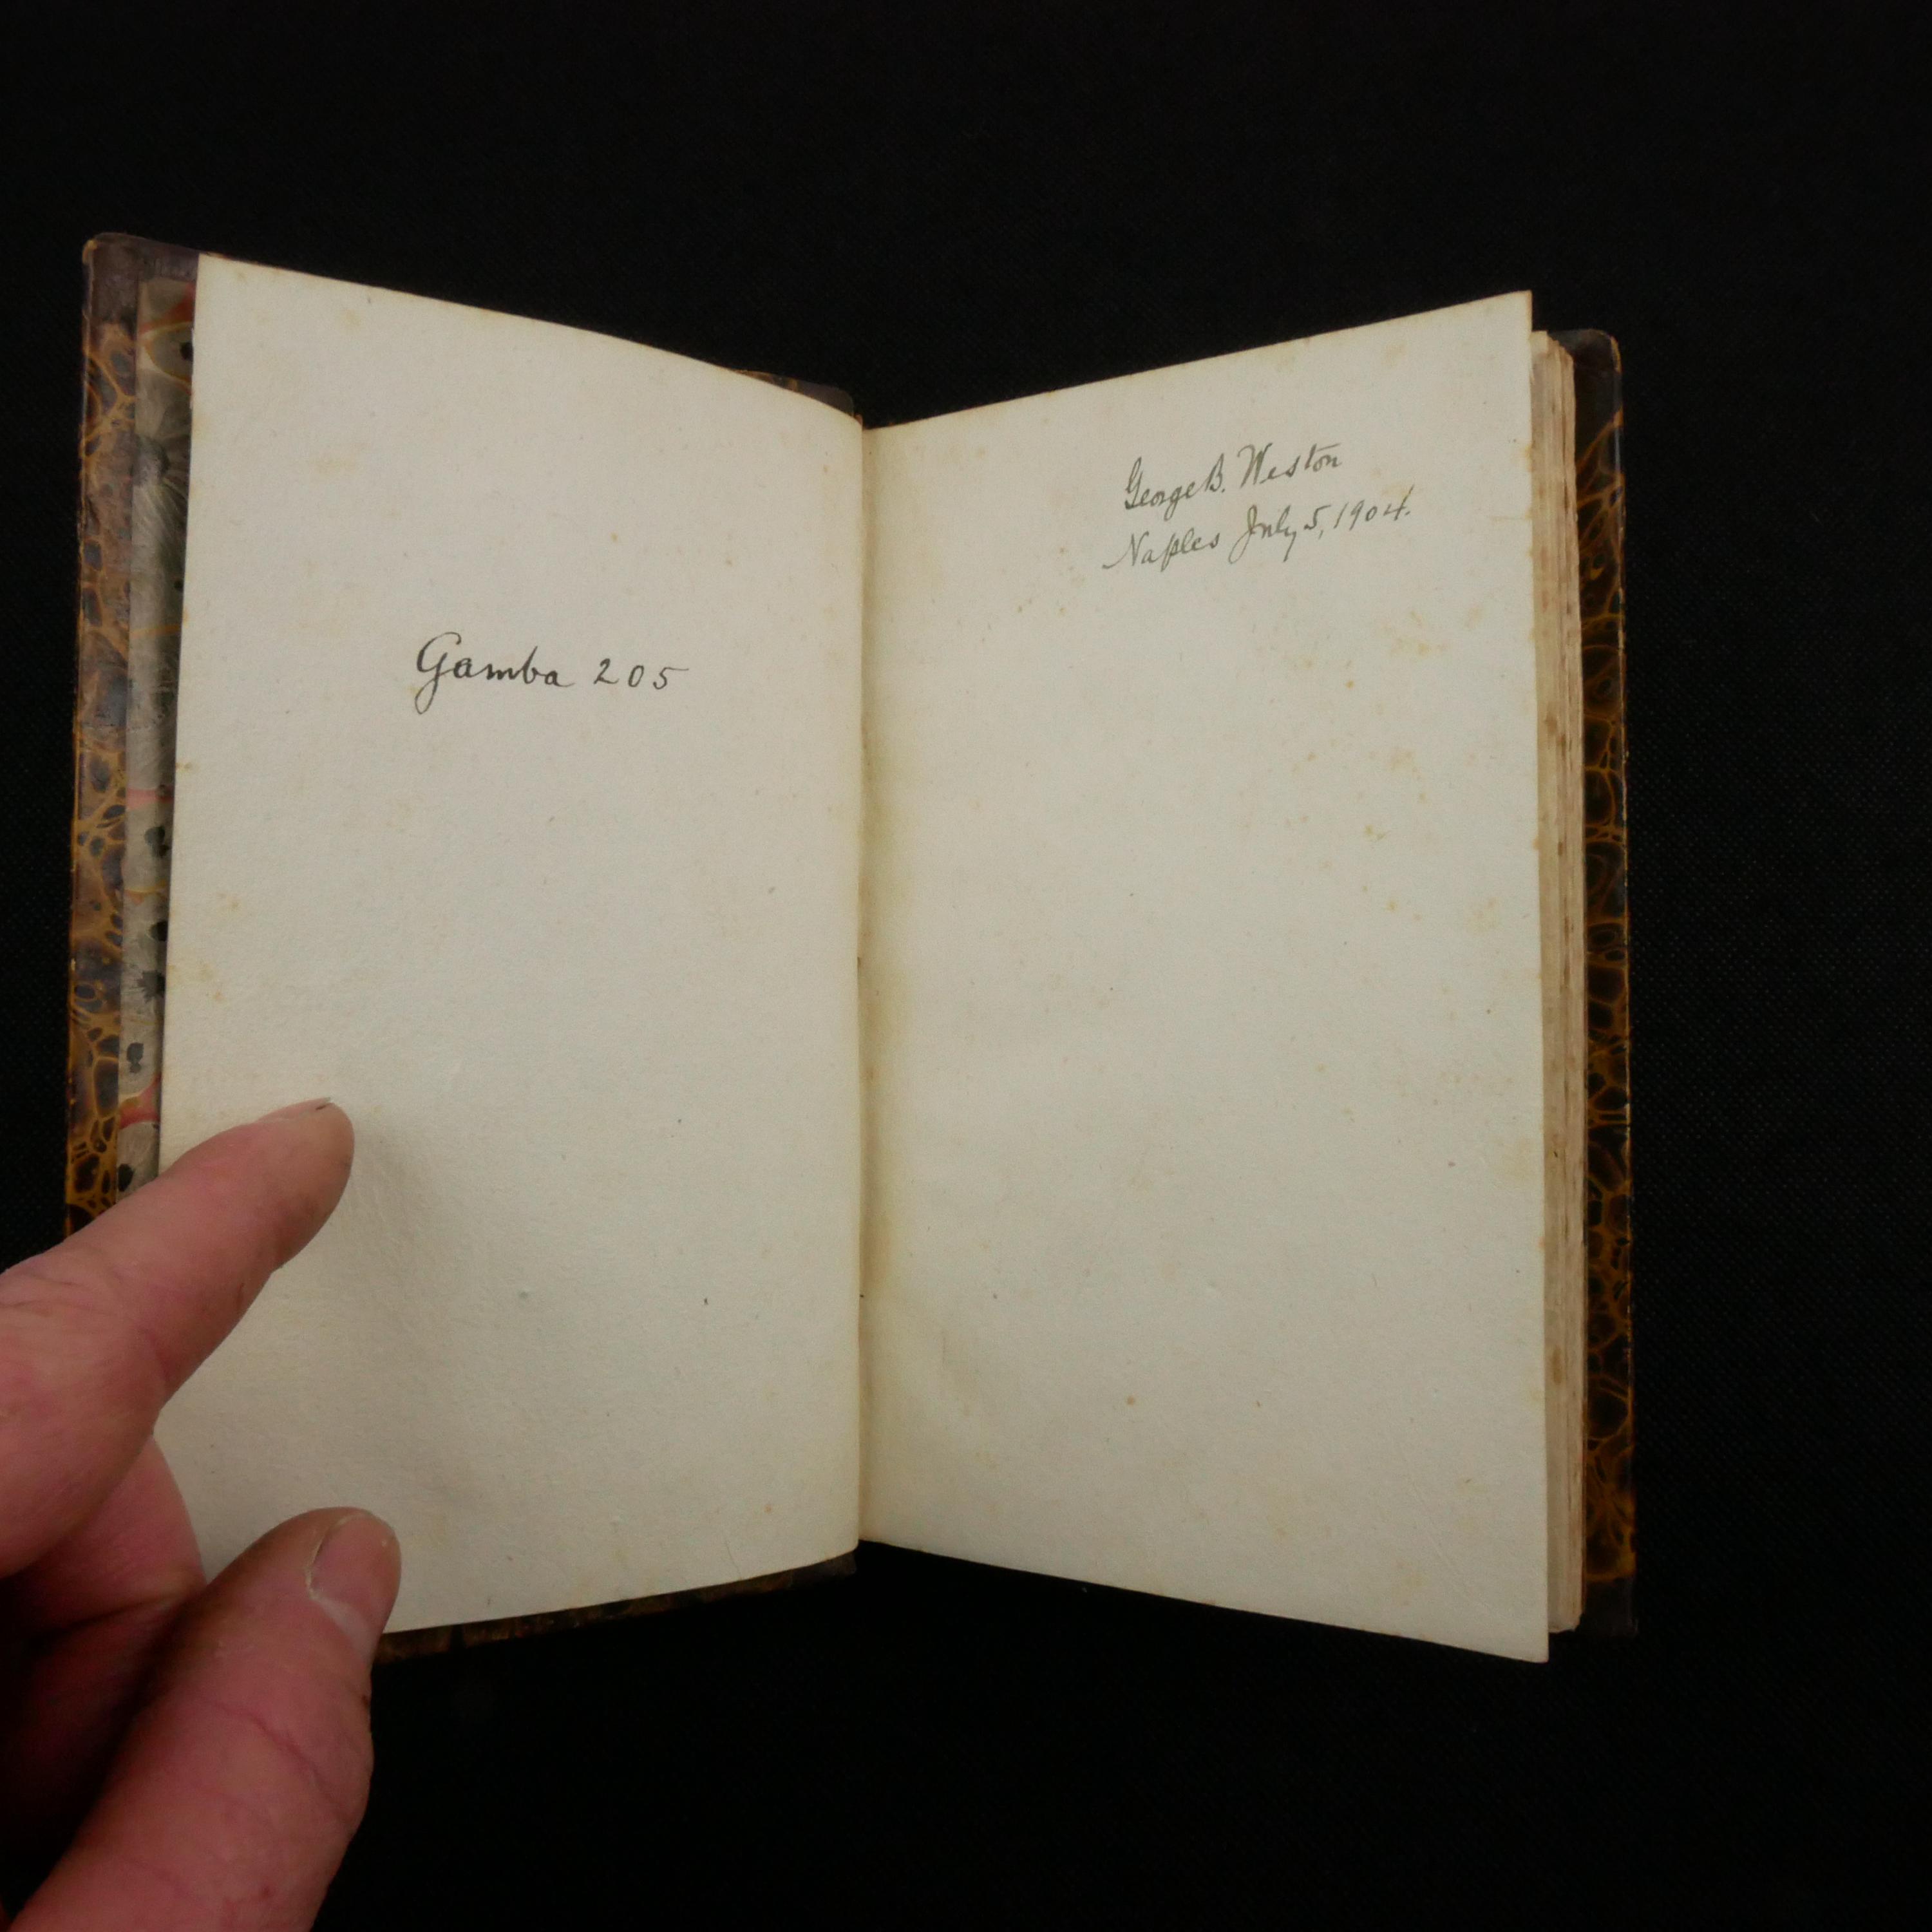 Gamba 205
George B. Weston
Naples July 5, 1904.